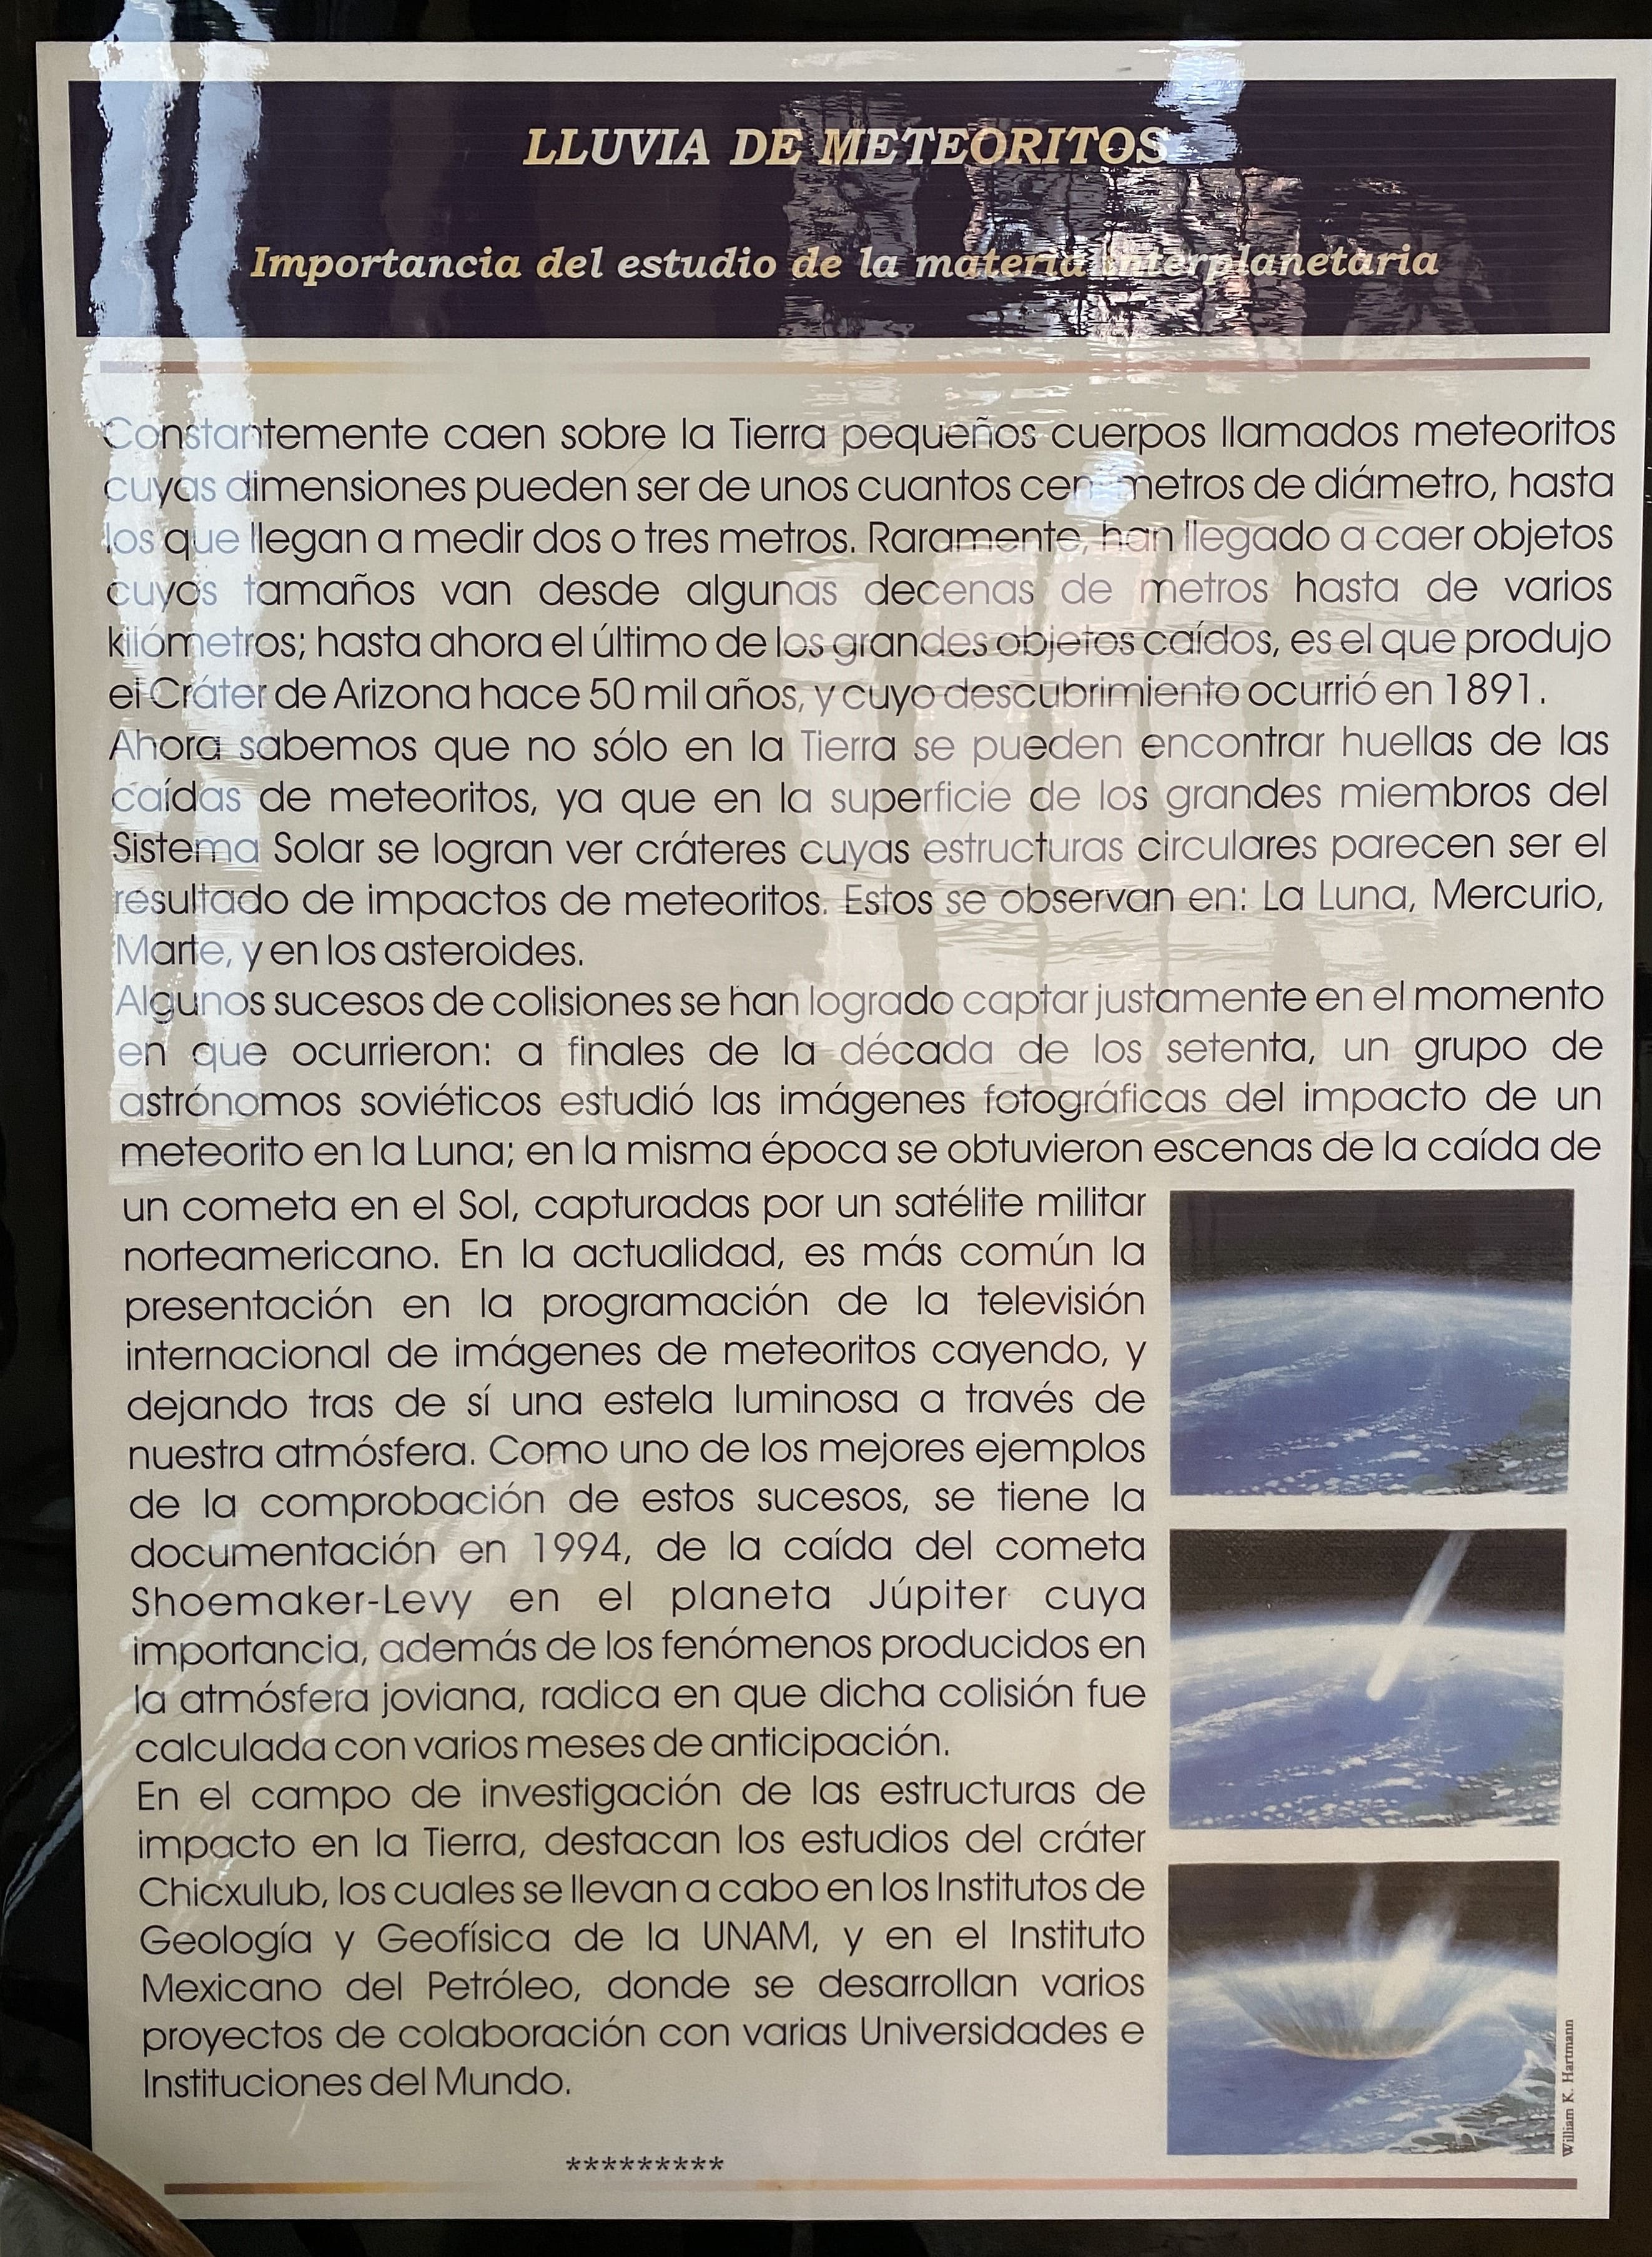 LLUVIA DE METEORITOS
Importancia del estudio de la materia interplanetaria
Constantemente caen sobre la Tierra pequeños cuerpos llamados meteoritos
cuyas dimensiones pueden ser de unos cuantos centímetros de diámetro, hasta
los que llegan a medir dos o tres metros. Raramente, han llegado a caer objetos
cuyos tamaños van desde algunas decenas de metros hasta de varios
kilómetros; hasta ahora el último de los grandes objetos caídos, es el que produjo
el Cráter de Arizona hace 50 mil años, y cuyo descubrimiento ocurrió en 1891.
Ahora sabemos que no sólo en la Tierra se pueden encontrar huellas de las
caídas de meteoritos, ya que en la superficie de los grandes miembros del
Sistema Solar se logran ver cráteres cuyas estructuras circulares parecen ser el
resultado de impactos de meteoritos. Estos se observan en: La Luna, Mercurio,
Marte, y en los asteroides.
Algunos sucesos de colisiones se han logrado captar justamente en el momento
en que ocurrieron: a finales de la década de los setenta, un grupo de
astrónomos soviéticos estudió las imágenes fotográficas del impacto de un
meteorito en la Luna; en la misma época se obtuvieron escenas de la caída de
un cometa en el Sol, capturadas por un satélite militar
norteamericano. En la actualidad, es más común la
presentación en la programación de la televisión
internacional de imágenes de meteoritos cayendo, y
dejando tras de sí una estela luminosa a través de
nuestra atmósfera. Como uno de los mejores ejemplos
de la comprobación de estos sucesos, se tiene la
documentación en 1994, de la caída del cometa
Shoemaker-Levy en el planeta Júpiter cuya
importancia, además de los fenómenos producidos en
la atmósfera joviana, radica en que dicha colisión fue
calculada con varios meses de anticipación.
En el campo de investigación de las estructuras de
impacto en la Tierra, destacan los estudios del cráter
Chicxulub, los cuales se llevan a cabo en los Institutos de
Geología y Geofísica de la UNAM, y en el Instituto
Mexicano del Petróleo, donde se desarrollan varios
proyectos de colaboración con varias Universidades e
Instituciones del Mundo.
*********
William K. Hartmann